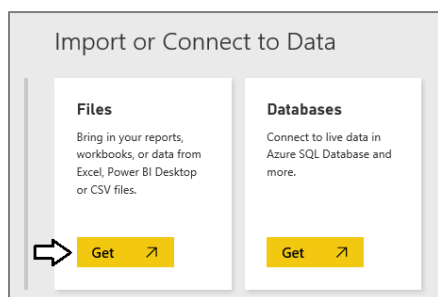 Import or Connect to Data
Files
Bring in your reports,
workbooks, or data from
Excel, Power BI Desktop
or CSV files.
Get
Databases
Connect to live data in
Azure SQL Database and
more.
Get